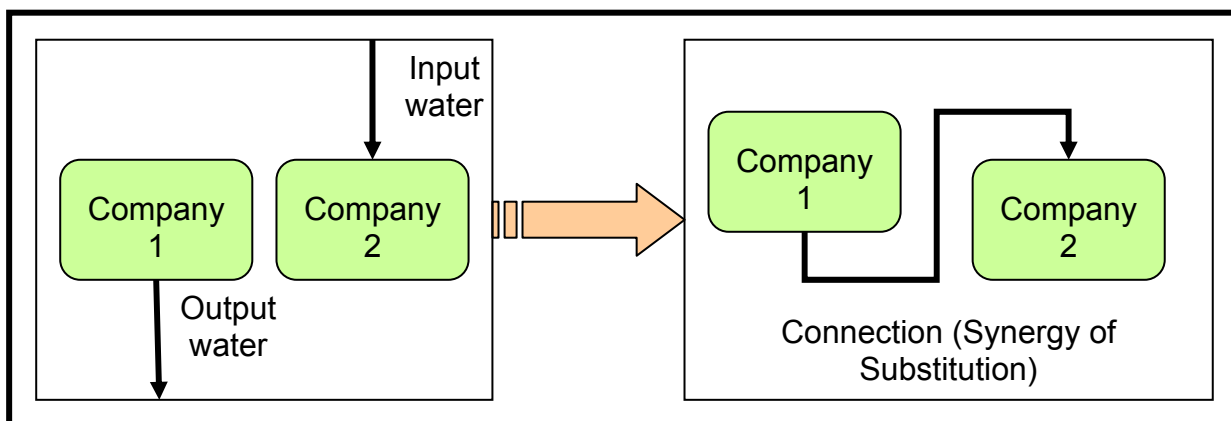 Input
water
Company
1
Company
2
Output
water
Company
1
Company
2
Connection (Synergy of
Substitution)